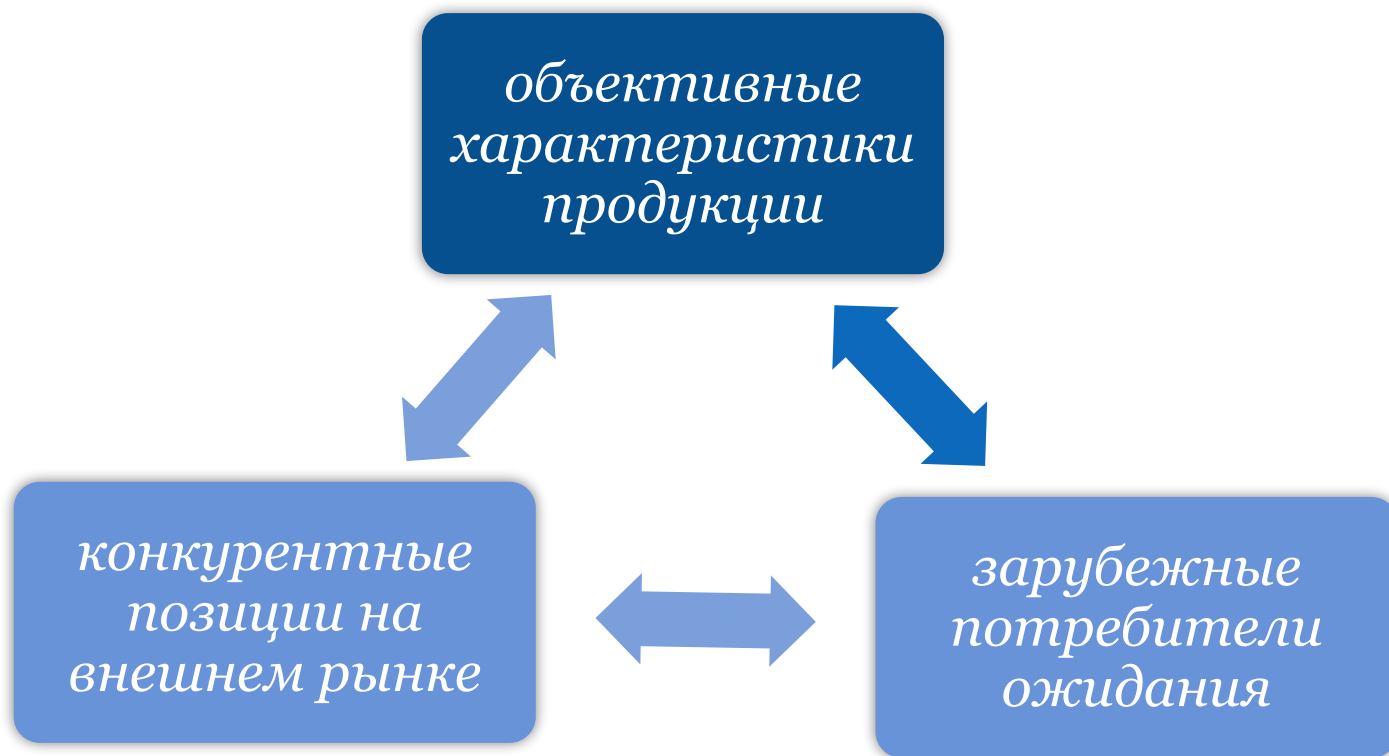 объективные
характеристики
продукции
конкурентные
позиции на
внешнем рынке
зарубежные
потребители
ожидания